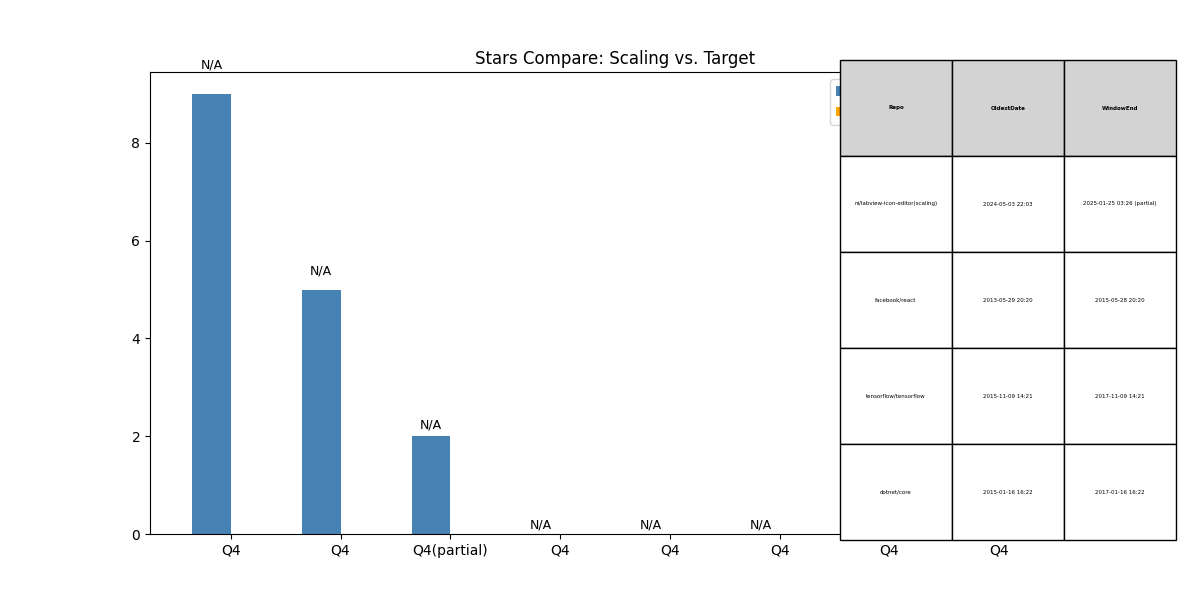 Stars Compare: Scaling vs. Target
N/A
N/A
N/A
N/A
N/A
N/A
8
6
4
2
0
Q4
Q4
Q4(partial)
Q4
Q4
Q4
Q4
Q4
Repo OldestDate WindowEnd
ni/labview-icon-editor(scaling) 2024-05-03 22:03 2025-01-25 03:26 (partial)
facebook/react 2013-05-29 20:20 2015-05-28 20:20
tensorflow/tensorflow 2015-11-09 14:21 2017-11-09 14:21
dotnet/core 2015-01-16 16:22 2017-01-16 16:22